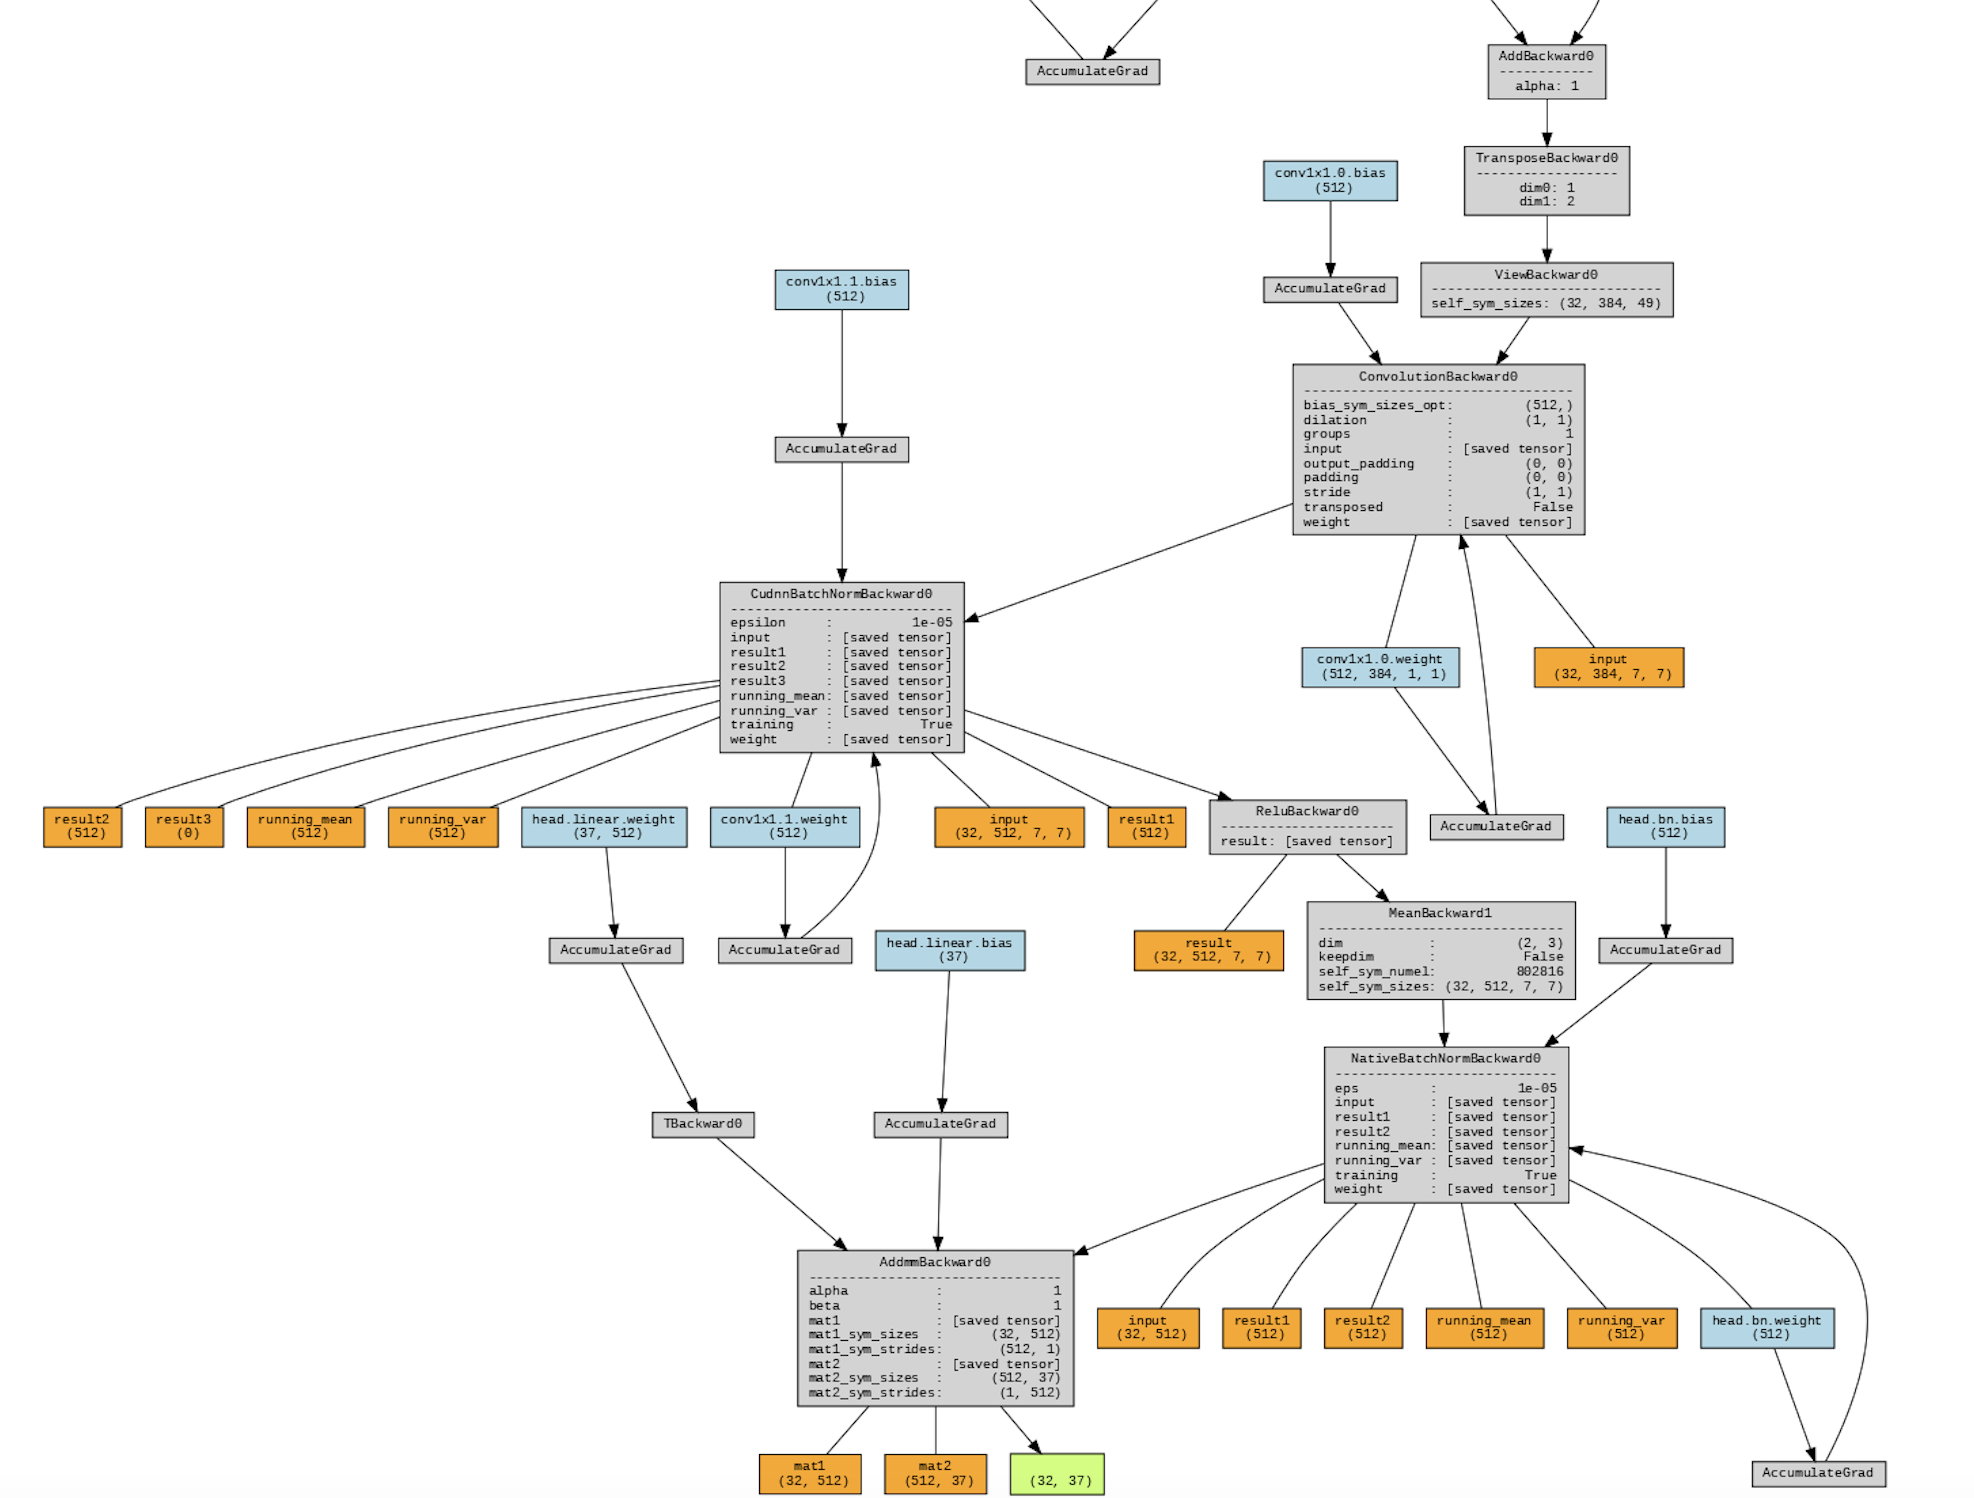 AccumulateGrad
AddBackward0
------------
alpha: 1
TransposeBackward0
------------------
dim0: 1
dim1: 2
conv1x1.0.bias
(512)
ViewBackward0
-----------------------------
self_sym_sizes: (32, 384, 49)
AccumulateGrad
conv1x1.1.bias
(512)
ConvolutionBackward0
----------------------------------
bias_sym_sizes_opt: (512,)
dilation : (1, 1)
groups : 1
input : [saved tensor]
output_padding : (0, 0)
padding : (0, 0)
stride : (1, 1)
transposed : False
weight : [saved tensor]
AccumulateGrad
CudnnBatchNormBackward0
----------------------------
epsilon : 1e-05
input : [saved tensor]
result1 : [saved tensor]
result2 : [saved tensor]
result3 : [saved tensor]
running_mean: [saved tensor]
running_var : [saved tensor]
training : True
weight : [saved tensor]
conv1x1.0.weight
(512, 384, 1, 1)
input
(32, 384, 7, 7)
result2
(512)
result3
(0)
running_mean
(512)
running_var
(512)
head.linear.weight
(37, 512)
conv1x1.1.weight
(512)
input
(32, 512, 7, 7)
result1
(512)
ReluBackward0
----------------------
result: [saved tensor]
AccumulateGrad
head.bn.bias
(512)
AccumulateGrad
AccumulateGrad
head.linear.bias
(37)
result
(32, 512, 7, 7)
MeanBackward1
-------------------------------
dim : (2, 3)
keepdim : False
self_sym_numel: 802816
self_sym_sizes: (32, 512, 7, 7)
AccumulateGrad
TBackward0
AccumulateGrad
NativeBatchNormBackward0
----------------------------
eps : 1e-05
input : [saved tensor]
result1 : [saved tensor]
result2 : [saved tensor]
running_mean: [saved tensor]
running_var : [saved tensor]
training : True
weight : [saved tensor]
AddmmBackward0
--------------------------------
alpha : 1
beta : 1
mat1 : [saved tensor]
mat1_sym_sizes : (32, 512)
mat1_sym_strides: (512, 1)
mat2 : [saved tensor]
mat2_sym_sizes : (512, 37)
mat2_sym_strides: (1, 512)
input
(32, 512)
result1
(512)
result2
(512)
running_mean
(512)
running_var
(512)
head.bn.weight
(512)
mat1
(32, 512)
mat2
(512, 37)
(32, 37)
AccumulateGrad